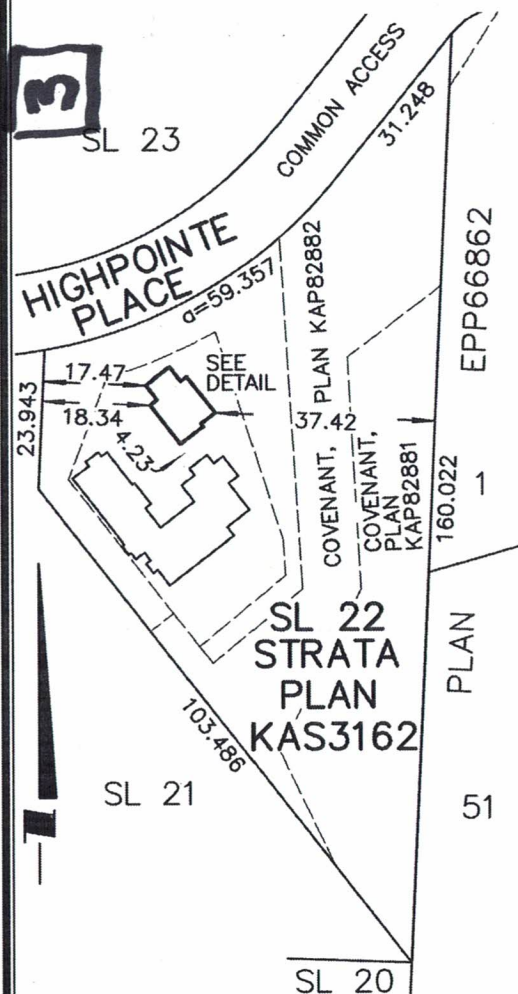 3
SL 23
COMMON ACCESS
31.248
HIGHPOINTE
PLACE
a=59.357
PLAN KAP82882
EPP66862
17.47
SEE
DETAIL
23.943
18.34
37.42
4.23
COVENANT,
COVENANT,
PLAN
KAP82881
160.022
1
SL 22
STRATA
PLAN
KAS3162
PLAN
103.486
SL 21
51
SL 20